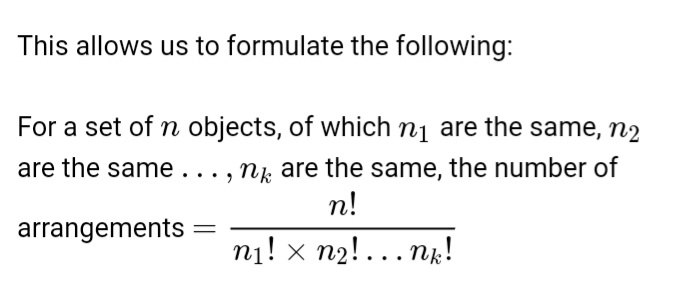 This allows us to formulate the following:
For a set of n objects, of which n₁ are the same, n₂
are the same . . . , nₖ are the same, the number of
arrangements = n! / n₁! × n₂! . . . nₖ!